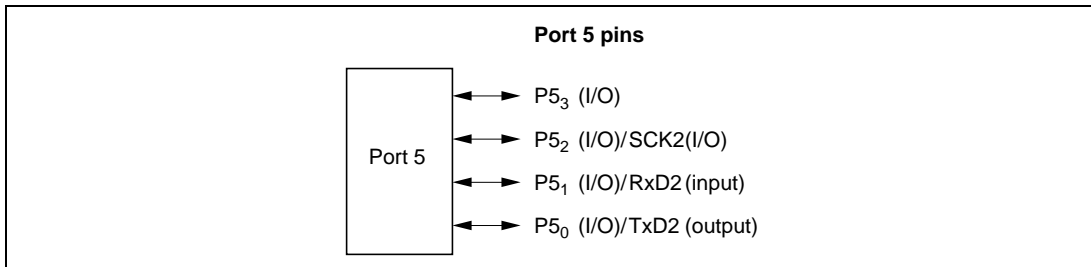 Port 5 pins
P5₃ (I/O)
P5₂ (I/O)/SCK2(I/O)
Port 5
P5₁ (I/O)/RxD2 (input)
P5₀ (I/O)/TxD2 (output)